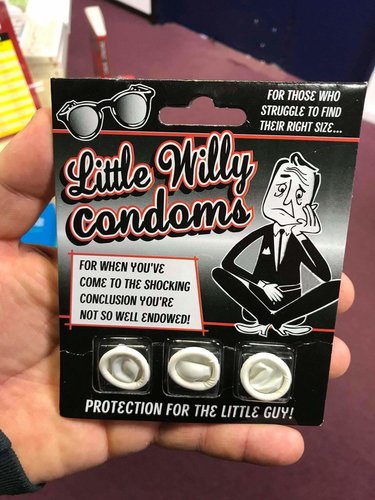 FOR THOSE WHO
STRUGGLE TO FIND
THEIR RIGHT SIZE...
Little Willy
Condoms
FOR WHEN YOU'VE
COME TO THE SHOCKING
CONCLUSION YOU'RE
NOT SO WELL ENDOWED!
PROTECTION FOR THE LITTLE GUY!